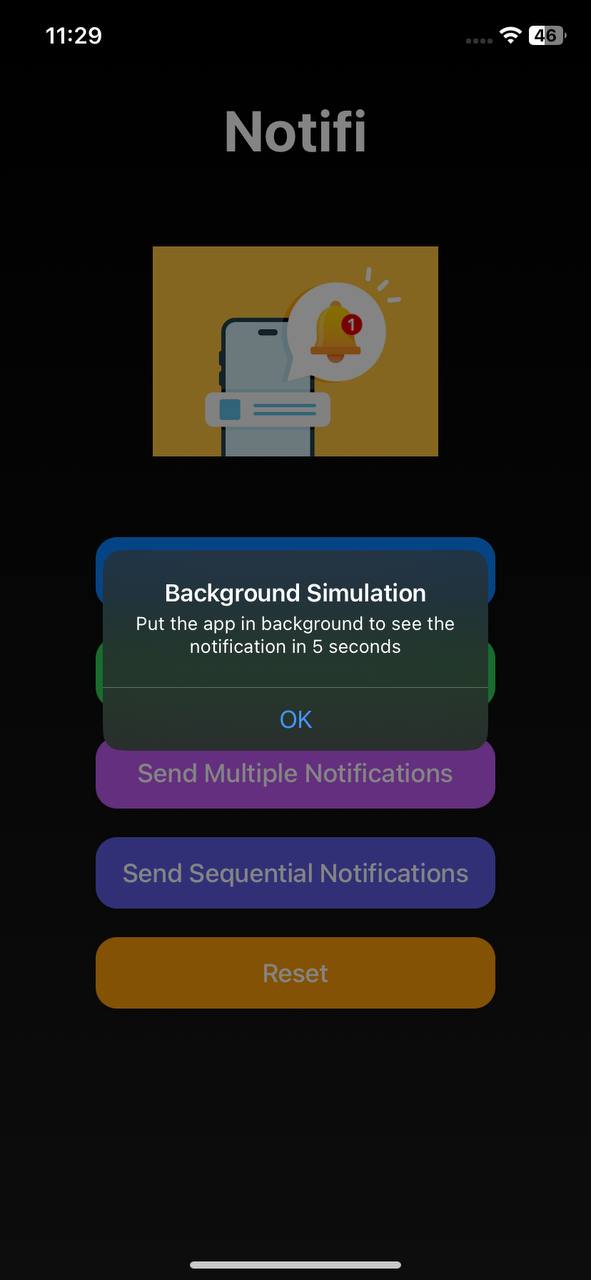 11:29
46
Notifi
1
Background Simulation
Put the app in background to see the
notification in 5 seconds
OK
Send Multiple Notifications
Send Sequential Notifications
Reset